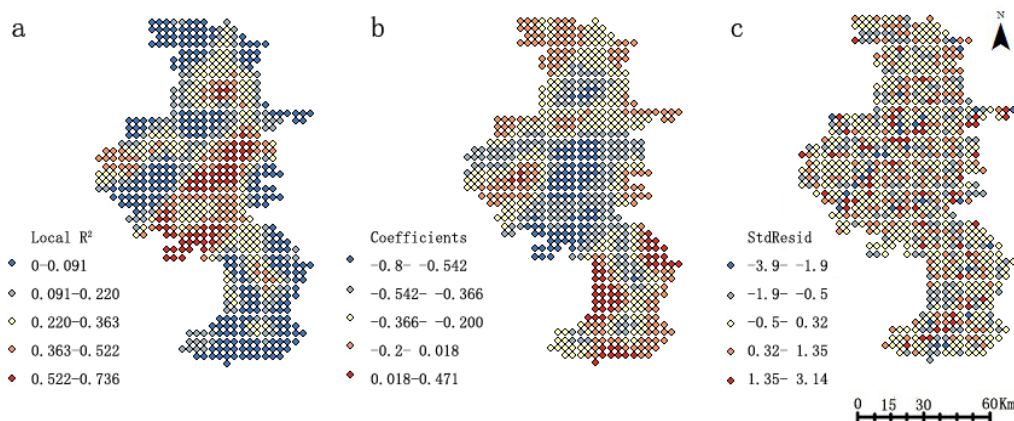 a
b
c
N
Local R²
0-0.091
0.091-0.220
0.220-0.363
0.363-0.522
0.522-0.736
Coefficients
-0.8- -0.542
-0.542- -0.366
-0.366- -0.200
-0.2- 0.018
0.018-0.471
StdResid
-3.9- -1.9
-1.9- -0.5
-0.5- 0.32
0.32- 1.35
1.35- 3.14
0 15 30 60Km